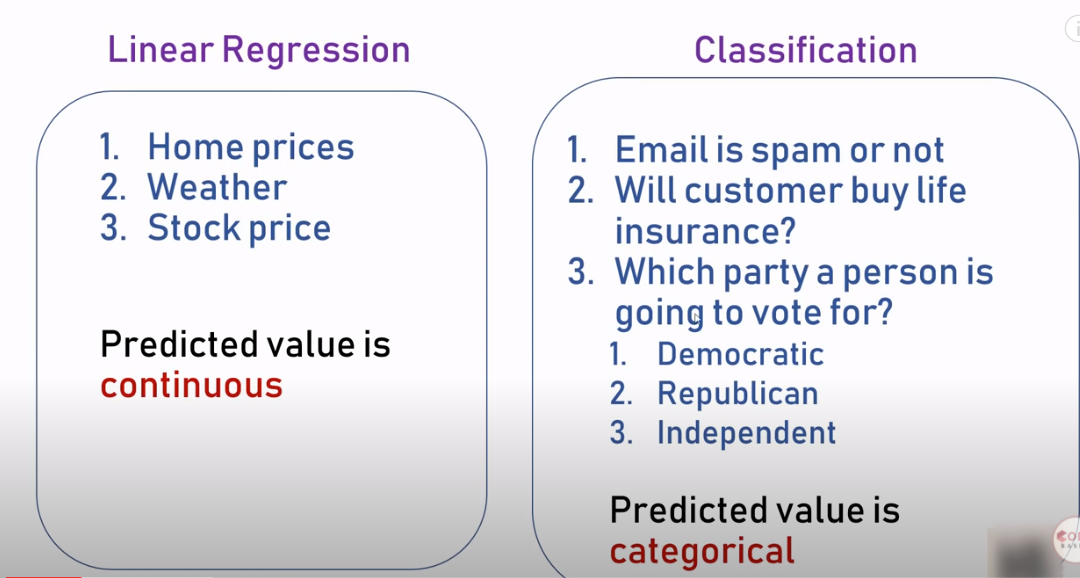 Linear Regression
1. Home prices
2. Weather
3. Stock price
Predicted value is
continuous
Classification
1. Email is spam or not
2. Will customer buy life
insurance?
3. Which party a person is
going to vote for?
1. Democratic
2. Republican
3. Independent
Predicted value is
categorical